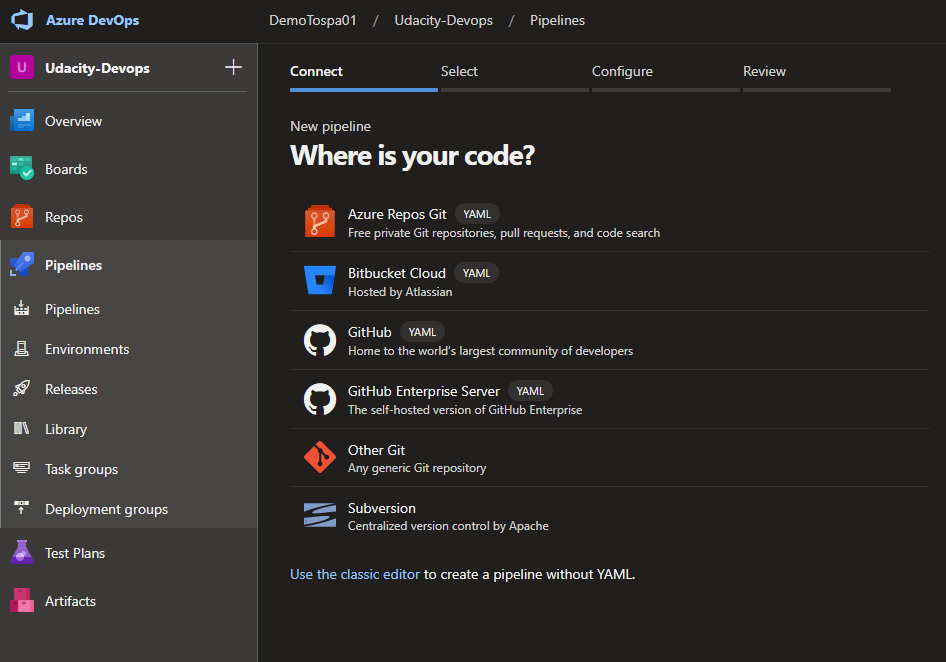 Azure DevOps
DemoTospa01 / Udacity-Devops / Pipelines
U Udacity-Devops +
Overview
Boards
Repos
Pipelines
Pipelines
Environments
Releases
Library
Task groups
Deployment groups
Test Plans
Artifacts
Connect Select Configure Review
New pipeline
Where is your code?
Azure Repos Git YAML
Free private Git repositories, pull requests, and code search
Bitbucket Cloud YAML
Hosted by Atlassian
GitHub YAML
Home to the world's largest community of developers
GitHub Enterprise Server YAML
The self-hosted version of GitHub Enterprise
Other Git
Any generic Git repository
Subversion
Centralized version control by Apache
Use the classic editor to create a pipeline without YAML.